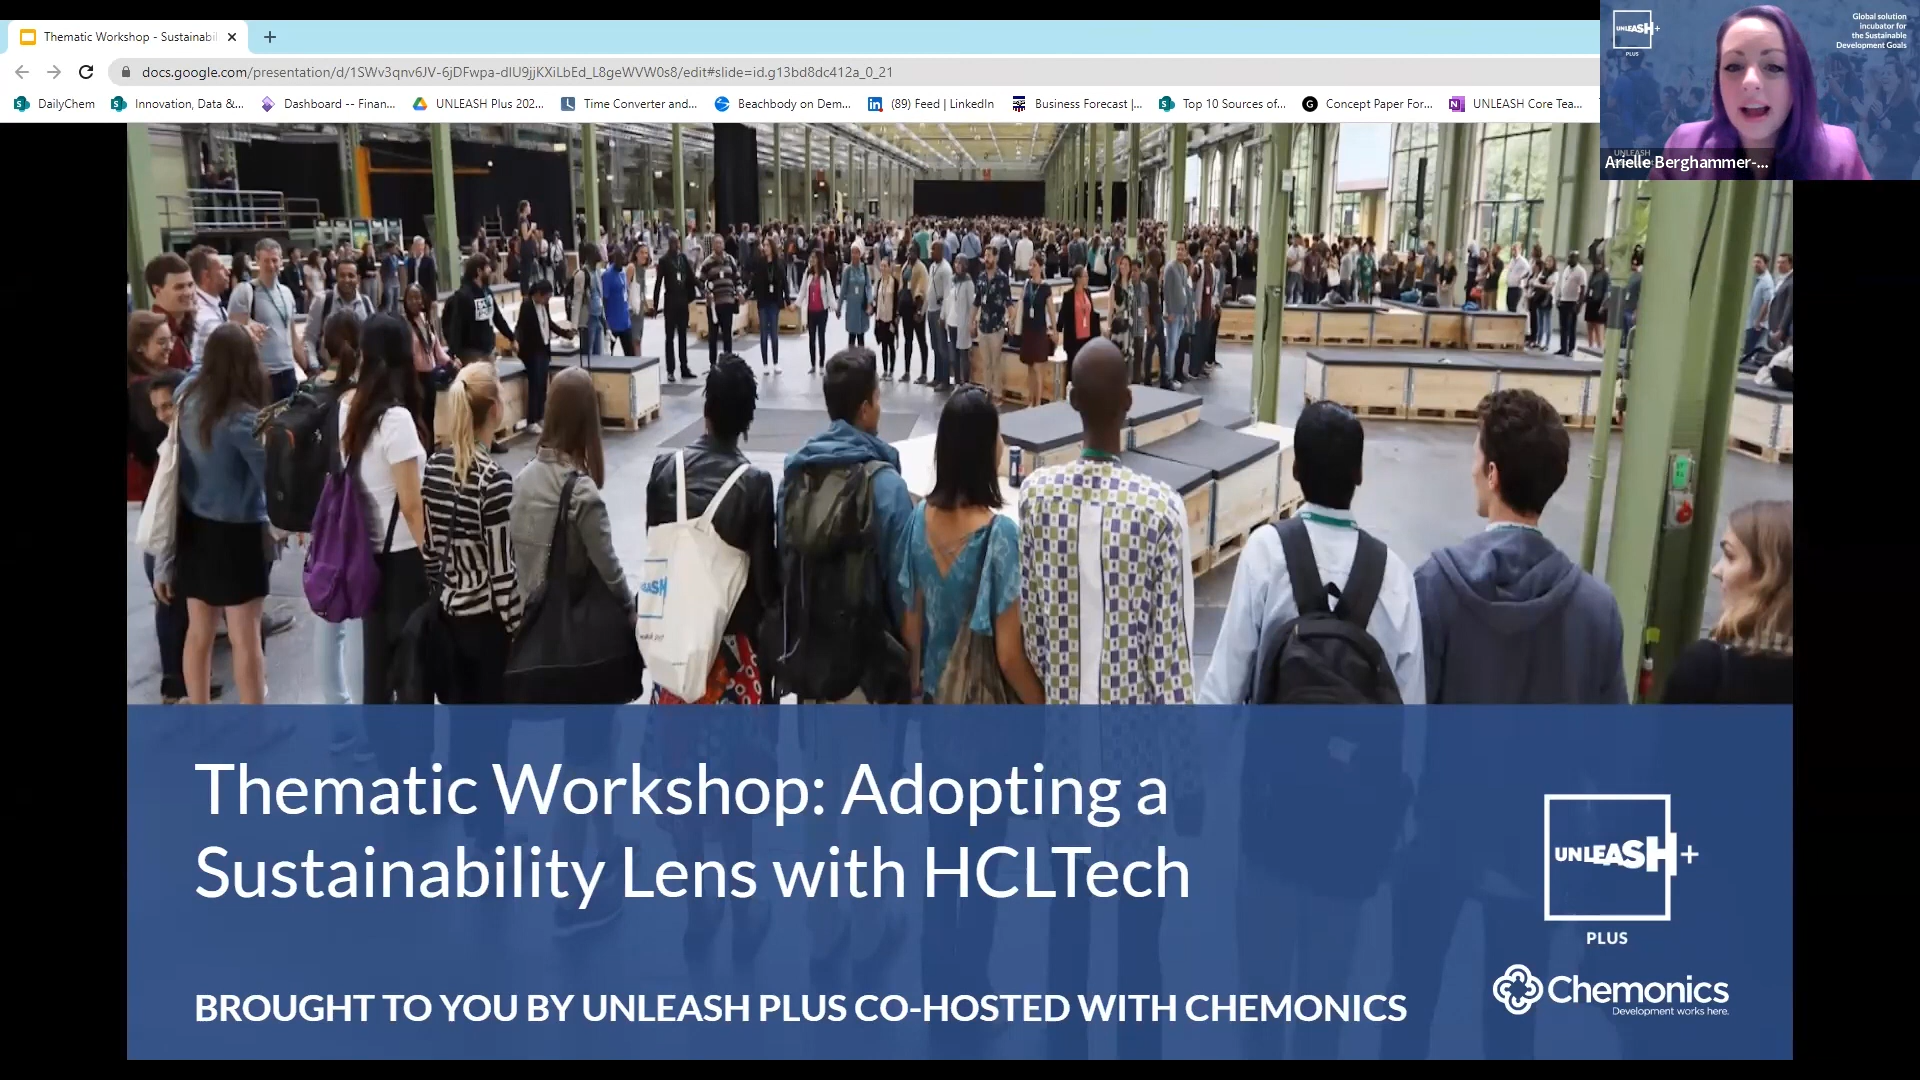 Thematic Workshop - Sustainabil
docs.google.com/presentation/d/1SWv3qnv6JV-6jDFwpa-dIU9jjKXiLbEd_L8geWVW0s8/edit#slide=id.g13bd8dc412a_0_21
DailyChem
Innovation, Data &...
Dashboard -- Finan...
UNLEASH Plus 202...
Time Converter and...
Beachbody on Dem...
(89) Feed | LinkedIn
Business Forecast |...
Top 10 Sources of...
Concept Paper For...
UNLEASH Core Tea...
UNLEASH+
PLUS
Global solution
incubator for
the Sustainable
Development Goals
UNLEASH
Arielle Berghammer-...
Thematic Workshop: Adopting a
Sustainability Lens with HCLTech
BROUGHT TO YOU BY UNLEASH PLUS CO-HOSTED WITH CHEMONICS
UNLEASH+
PLUS
Chemonics
Development works here.